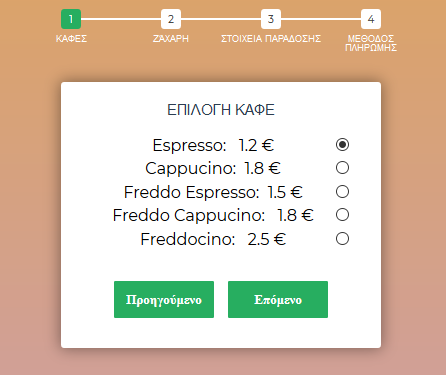 1 2 3 4
ΚΑΦΕΣ ΖΑΧΑΡΗ ΣΤΟΙΧΕΙΑ ΠΑΡΑΔΟΣΗΣ ΜΕΘΟΔΟΣ
ΠΛΗΡΩΜΗΣ
ΕΠΙΛΟΓΗ ΚΑΦΕ
Espresso: 1.2 €
Cappucino: 1.8 €
Freddo Espresso: 1.5 €
Freddo Cappucino: 1.8 €
Freddocino: 2.5 €
Προηγούμενο Επόμενο